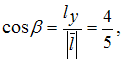 cos β = l_y / |l̄| = 4/5,